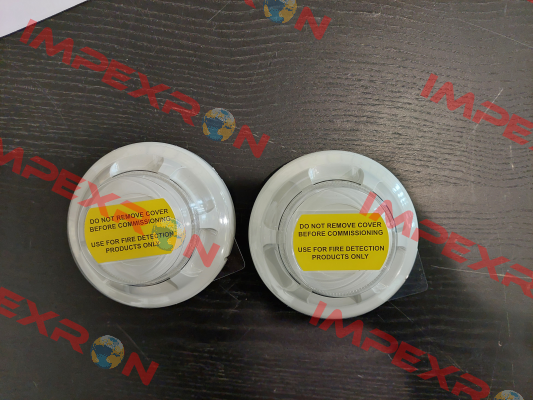 IMPEXRON
IMPEXRON
IMPEXRON
DO NOT REMOVE COVER
BEFORE COMMISSIONING
USE FOR FIRE DETECTION
PRODUCTS ONLY
DO NOT REMOVE COVER
BEFORE COMMISSIONING
USE FOR FIRE DETECTION
PRODUCTS ONLY
IMPEXRON
IMPEXRON
IMPEXRON